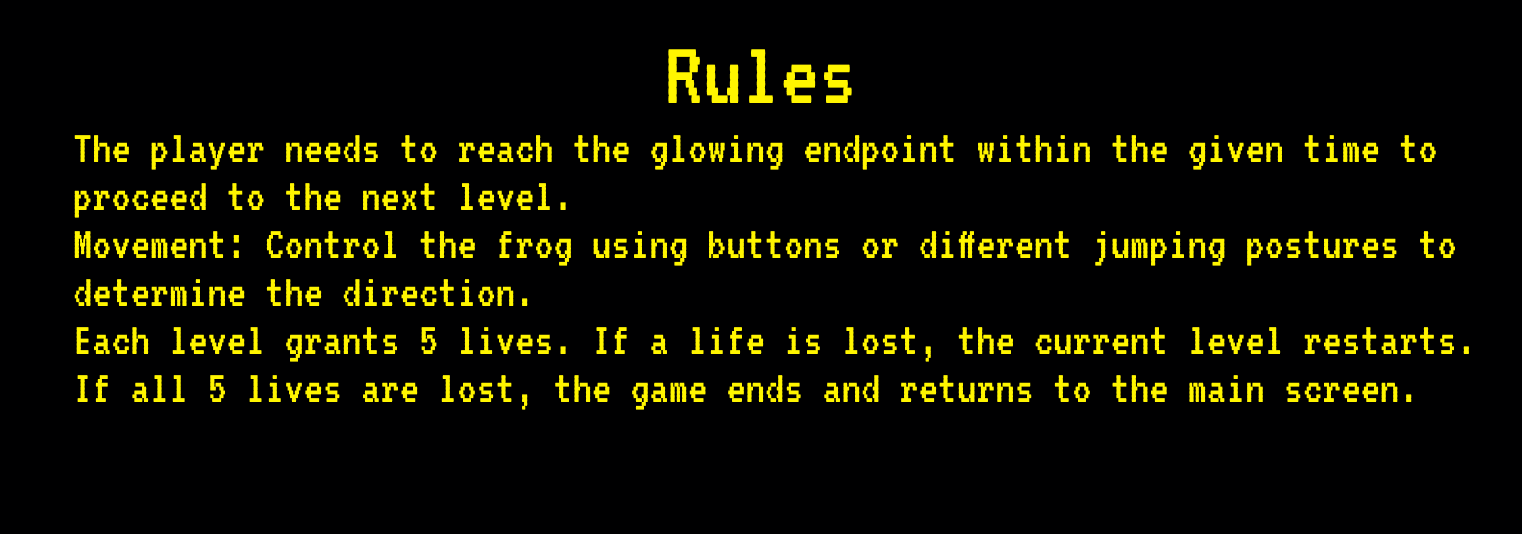 Rules
The player needs to reach the glowing endpoint within the given time to
proceed to the next level.
Movement: Control the frog using buttons or different jumping postures to
determine the direction.
Each level grants 5 lives. If a life is lost, the current level restarts.
If all 5 lives are lost, the game ends and returns to the main screen.